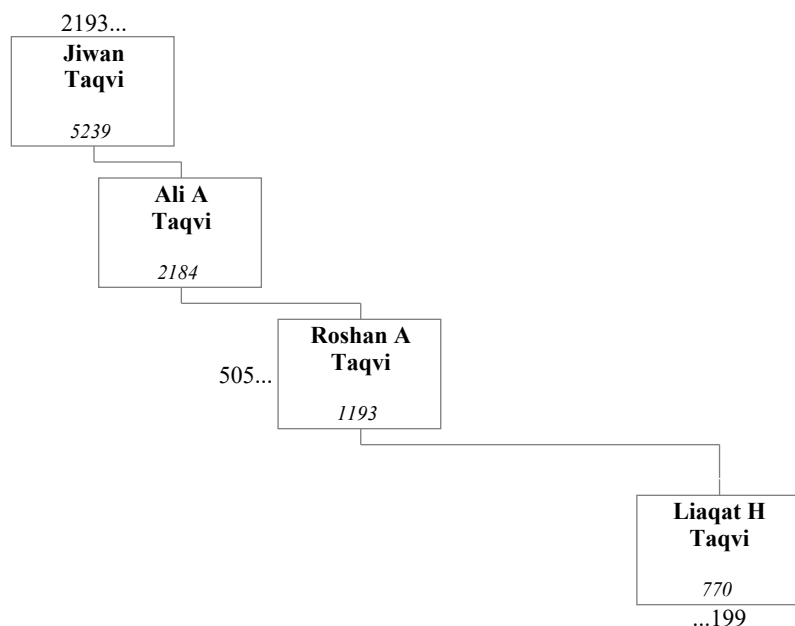 2193...
Jiwan
Taqvi
5239
Ali A
Taqvi
2184
Roshan A
Taqvi
505...
1193
Liaqat H
Taqvi
770
...199